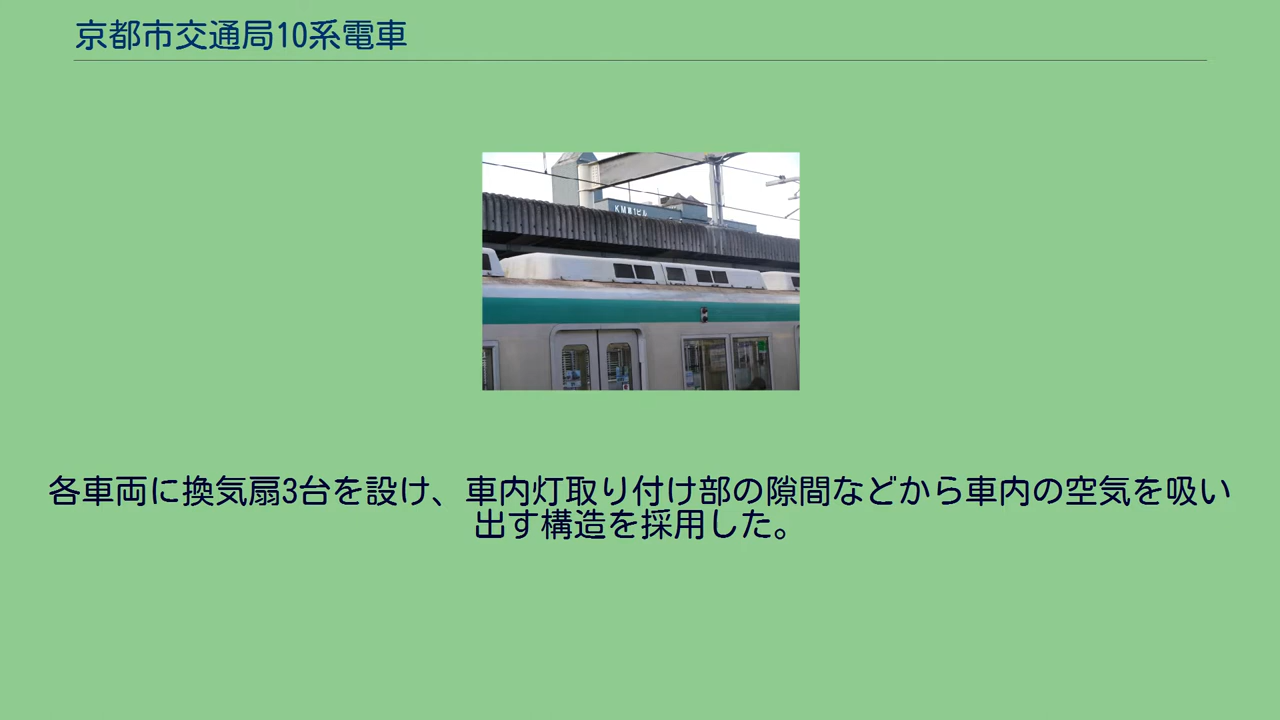 京都市交通局10系電車
各車両に換気扇3台を設け、車内灯取り付け部の隙間などから車内の空気を吸い
出す構造を採用した。